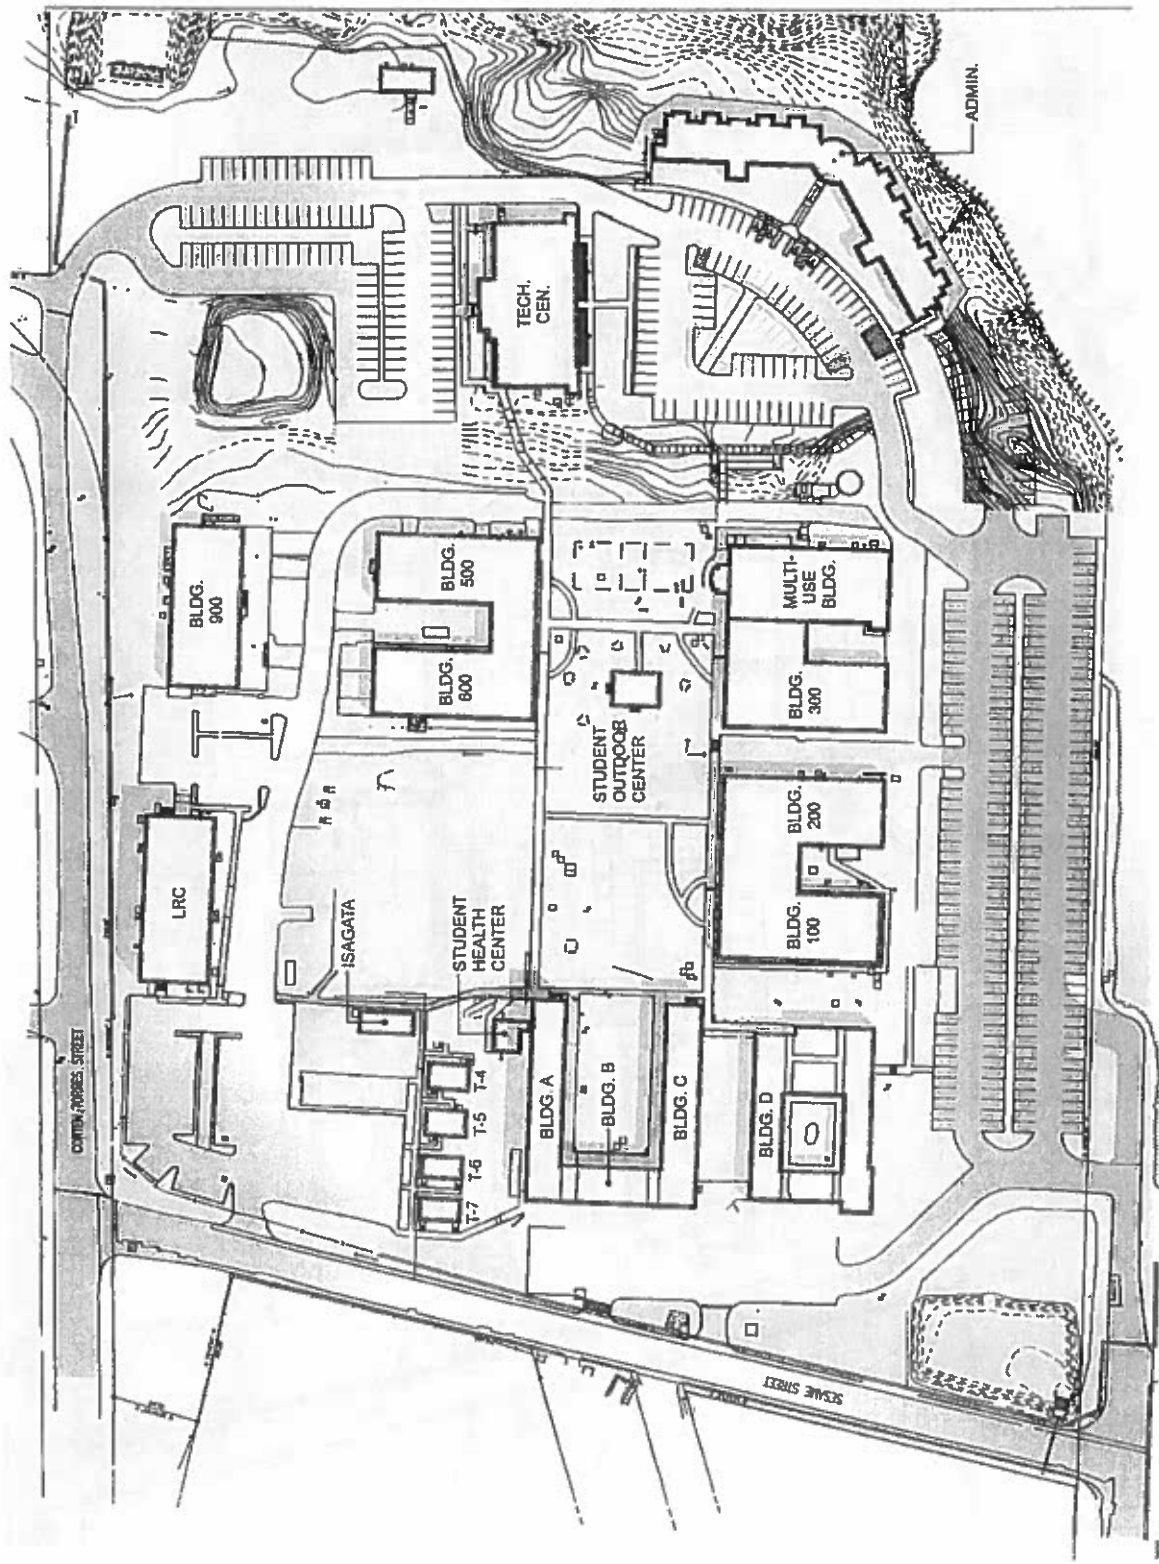 ADMIN.
TECH.
CEN.
BLDG.
900
BLDG.
500
BLDG.
600
MULTI-
USE
BLDG.
BLDG.
300
STUDENT
OUTDOOR
CENTER
BLDG.
200
BLDG.
100
LRC
ISAGATA
STUDENT
HEALTH
CENTER
T-4
T-5
T-6
T-7
BLDG. A
BLDG. B
BLDG. C
BLDG. D
STREET
SESAME STREET